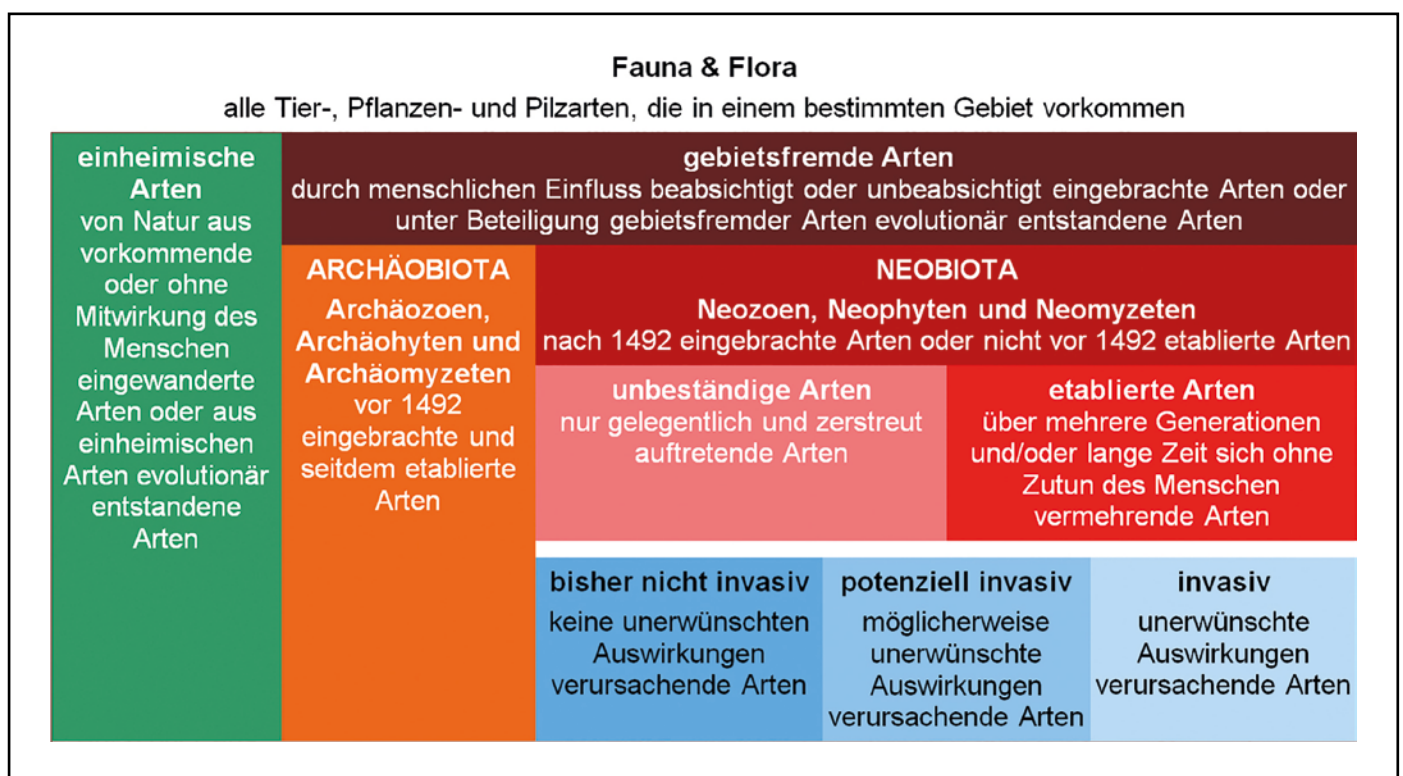 Fauna & Flora
alle Tier-, Pflanzen- und Pilzarten, die in einem bestimmten Gebiet vorkommen
einheimische
Arten
von Natur aus
vorkommende
oder ohne
Mitwirkung des
Menschen
eingewanderte
Arten oder aus
einheimischen
Arten evolutionär
entstandene
Arten
gebietsfremde Arten
durch menschlichen Einfluss beabsichtigt oder unbeabsichtigt eingebrachte Arten oder
unter Beteiligung gebietsfremder Arten evolutionär entstandene Arten
ARCHÄOBIOTA
Archäozoen,
Archäohyten und
Archäomyzeten
vor 1492
eingebrachte und
seitdem etablierte
Arten
NEOBIOTA
Neozoen, Neophyten und Neomyzeten
nach 1492 eingebrachte Arten oder nicht vor 1492 etablierte Arten
unbeständige Arten
nur gelegentlich und zerstreut
auftretende Arten
etablierte Arten
über mehrere Generationen
und/oder lange Zeit sich ohne
Zutun des Menschen
vermehrende Arten
bisher nicht invasiv
keine unerwünschten
Auswirkungen
verursachende Arten
potenziell invasiv
möglicherweise
unerwünschte
Auswirkungen
verursachende Arten
invasiv
unerwünschte
Auswirkungen
verursachende Arten